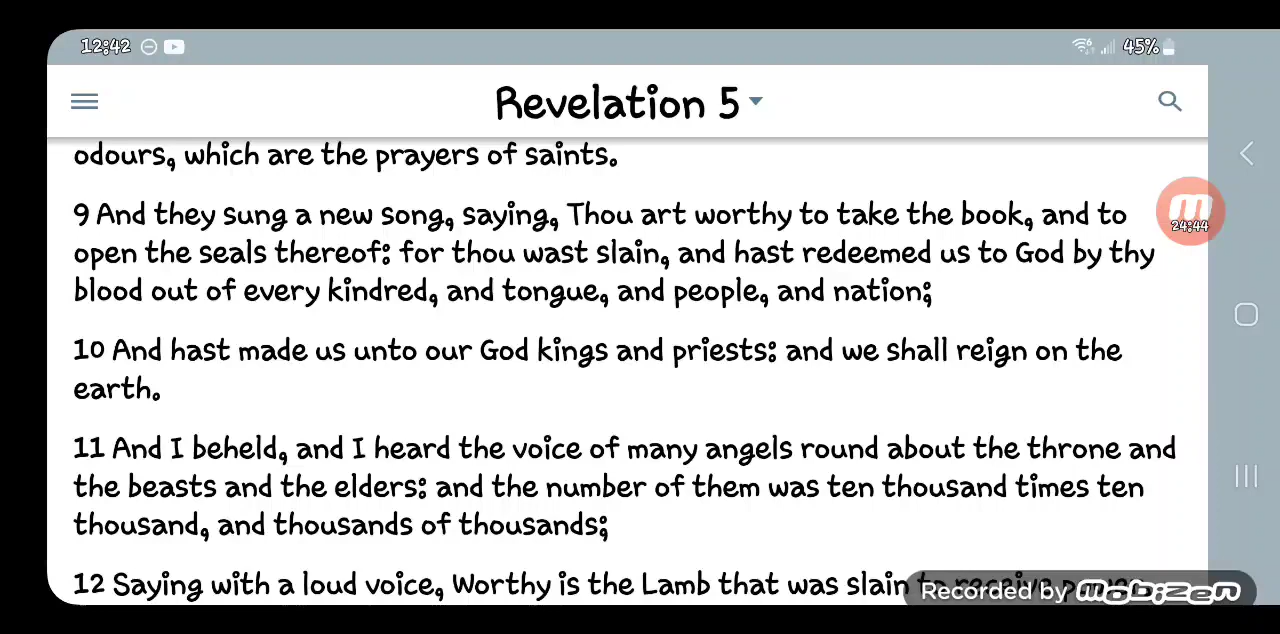 12:42
45%
Revelation 5
odours, which are the prayers of saints.
9 And they sung a new song, saying, Thou art worthy to take the book, and to
open the seals thereof: for thou wast slain, and hast redeemed us to God by thy
blood out of every kindred, and tongue, and people, and nation;
24:44
10 And hast made us unto our God kings and priests: and we shall reign on the
earth.
11 And I beheld, and I heard the voice of many angels round about the throne and
the beasts and the elders: and the number of them was ten thousand times ten
thousand, and thousands of thousands;
12 Saying with a loud voice, Worthy is the Lamb that was slain to receive power
Recorded by mobizen